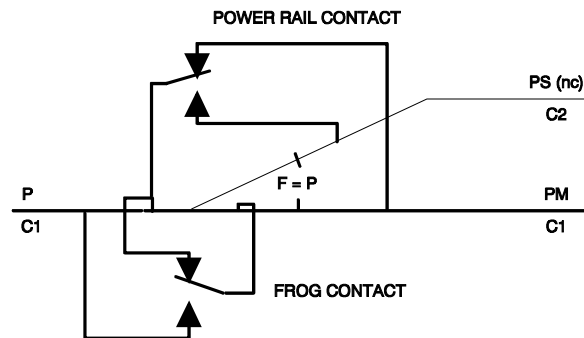 POWER RAIL CONTACT
PS (nc)
C2
F = P
P
PM
C1
C1
FROG CONTACT